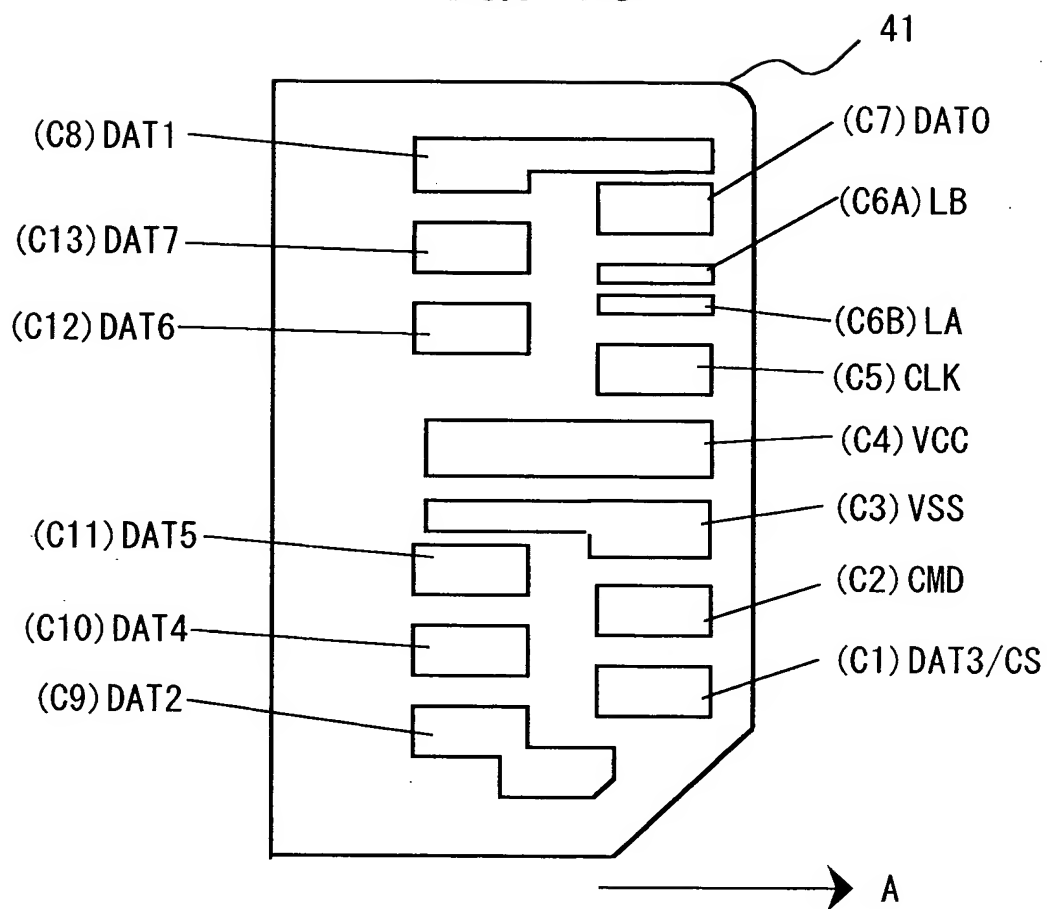 41
(C8)DAT1
(C7)DAT0
(C6A)LB
(C13)DAT7
(C6B)LA
(C12)DAT6
(C5)CLK
(C4)VCC
(C3)VSS
(C11)DAT5
(C2)CMD
(C10)DAT4
(C1)DAT3/CS
(C9)DAT2
A